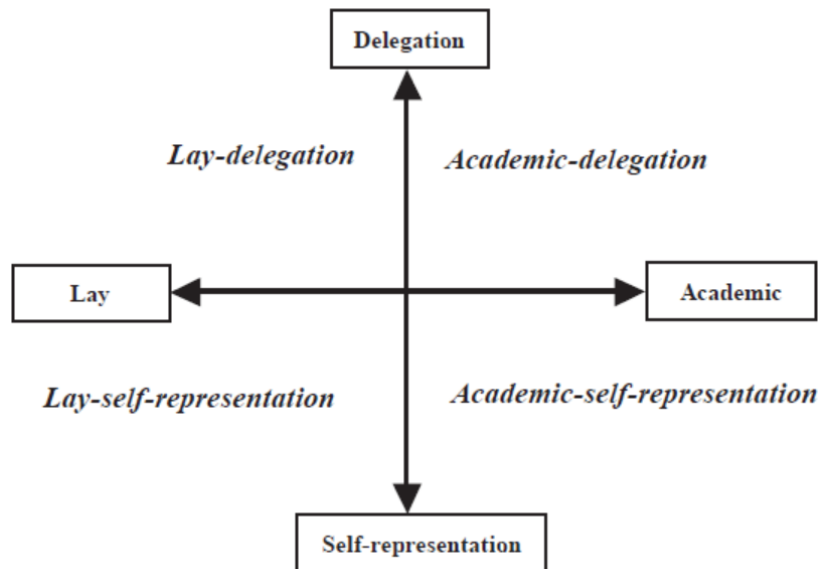 Delegation
Lay-delegation
Academic-delegation
Lay
Academic
Lay-self-representation
Academic-self-representation
Self-representation